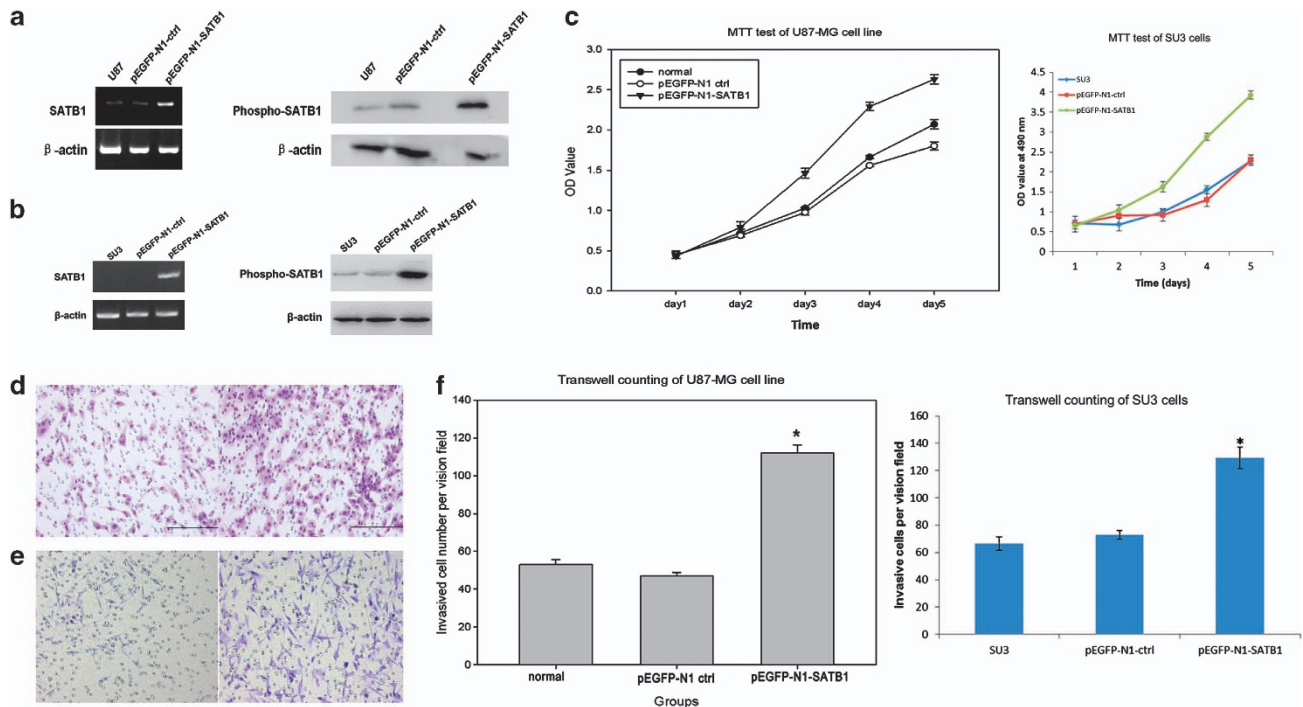 a
U87
pEGFP-N1-ctrl
pEGFP-N1-SATB1
SATB1
β-actin
U87
pEGFP-N1-ctrl
pEGFP-N1-SATB1
Phospho-SATB1
β-actin
b
SU3
pEGFP-N1-ctrl
pEGFP-N1-SATB1
SATB1
β-actin
SU3
pEGFP-N1-ctrl
pEGFP-N1-SATB1
Phospho-SATB1
β-actin
c
MTT test of U87-MG cell line
normal
pEGFP-N1 ctrl
pEGFP-N1-SATB1
OD Value
3.0
2.5
2.0
1.5
1.0
0.5
0.0
day1 day2 day3 day4 day5
Time
MTT test of SU3 cells
SU3
pEGFP-N1-ctrl
pEGFP-N1-SATB1
OD value at 490 nm
4.5
4
3.5
3
2.5
2
1.5
1
0.5
0
1 2 3 4 5
Time (days)
d
e
f
Transwell counting of U87-MG cell line
Invasived cell number per vision field
140
120
100
80
60
40
20
0
*
normal pEGFP-N1 ctrl pEGFP-N1-SATB1
Groups
Transwell counting of SU3 cells
Invasive cells per vision field
160
140
120
100
80
60
40
20
0
*
SU3 pEGFP-N1-ctrl pEGFP-N1-SATB1